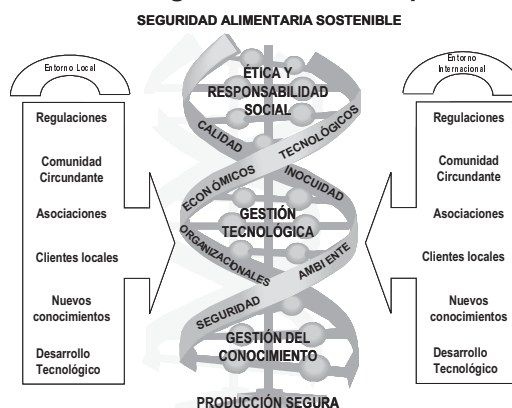 SEGURIDAD ALIMENTARIA SOSTENIBLE
Entorno Local
Regulaciones
Comunidad
Circundante
Asociaciones
Clientes locales
Nuevos
conocimientos
Desarrollo
Tecnológico
ÉTICA Y
RESPONSABILIDAD
SOCIAL
CALIDAD
TECNOLÓGICOS
ECONÓMICOS
INOCUIDAD
GESTIÓN
TECNOLÓGICA
ORGANIZACIONALES
AMBIENTE
SEGURIDAD
GESTIÓN DEL
CONOCIMIENTO
PRODUCCIÓN SEGURA
Entorno
Internacional
Regulaciones
Comunidad
Circundante
Asociaciones
Clientes locales
Nuevos
conocimientos
Desarrollo
Tecnológico